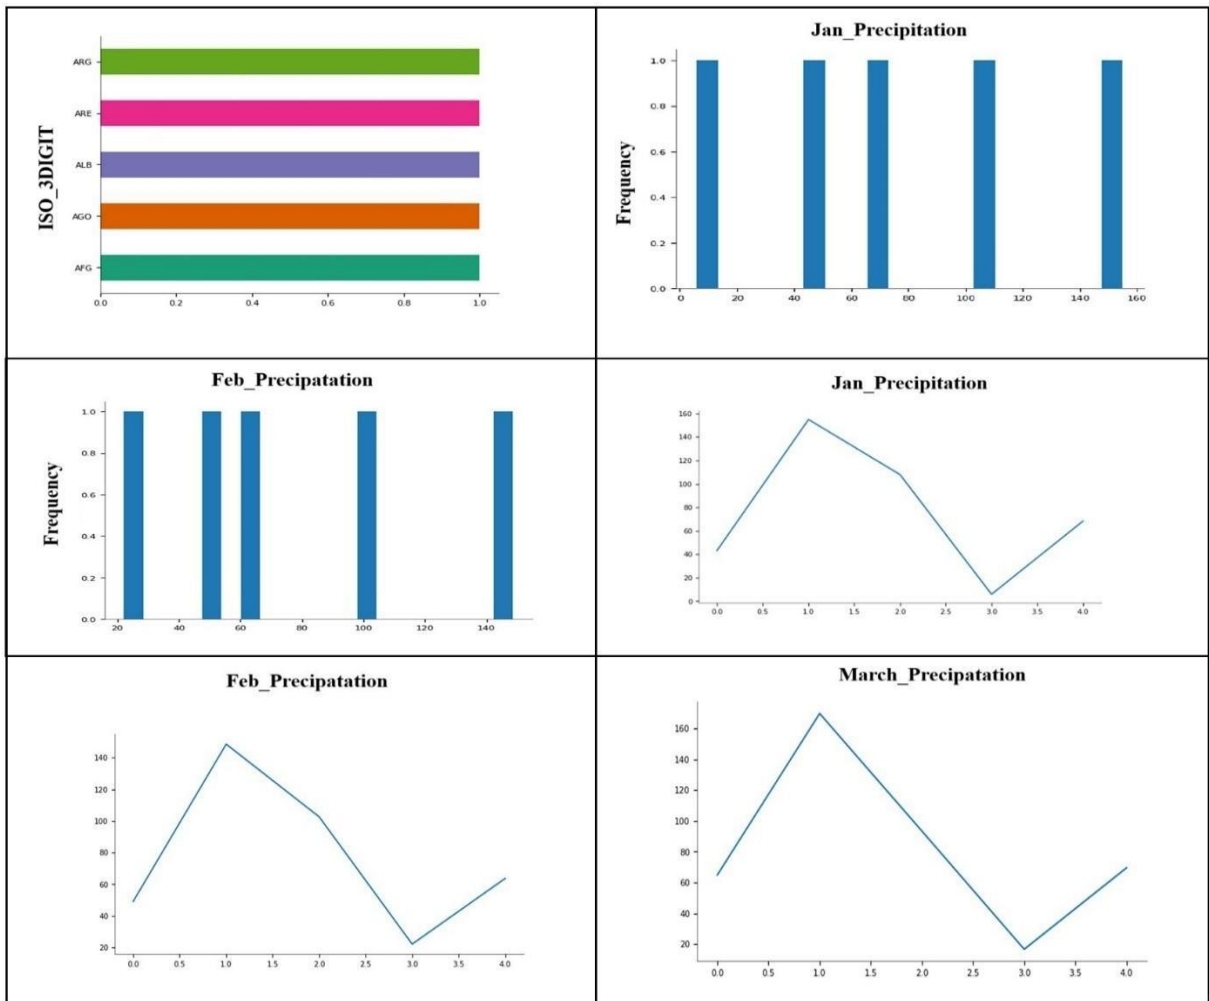 ISO_3DIGIT
ARG
ARE
ALB
AGO
AFG
0.0 0.2 0.4 0.6 0.8 1.0
Jan_Precipitation
Frequency
1.0
0.8
0.6
0.4
0.2
0.0
0 20 40 60 80 100 120 140 160
Feb_Precipatation
Frequency
1.0
0.8
0.6
0.4
0.2
0.0
20 40 60 80 100 120 140
Jan_Precipitation
160
140
120
100
80
60
40
20
0
0.0 0.5 1.0 1.5 2.0 2.5 3.0 3.5 4.0
Feb_Precipatation
140
120
100
80
60
40
20
0.0 0.5 1.0 1.5 2.0 2.5 3.0 3.5 4.0
March_Precipatation
160
140
120
100
80
60
40
20
0.0 0.5 1.0 1.5 2.0 2.5 3.0 3.5 4.0